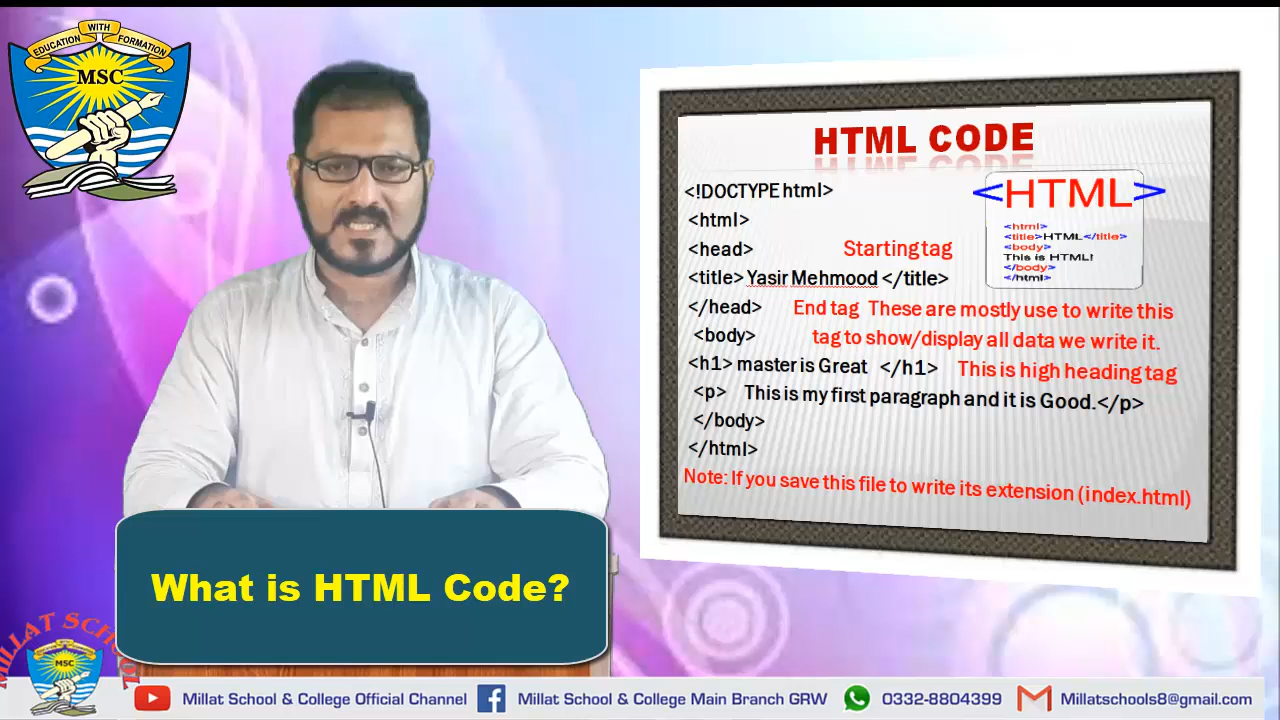 EDUCATION WITH FORMATION
MSC
HTML CODE
<!DOCTYPE html>
<html>
<head> Starting tag
<title> Yasir Mehmood </title>
</head> End tag These are mostly use to write this
<body> tag to show/display all data we write it.
<h1> master is Great </h1> This is high heading tag
<p> This is my first paragraph and it is Good.</p>
</body>
</html>
Note: If you save this file to write its extension (index.html)
<HTML>
<html>
<title>HTML</title>
<body>
This is HTML!
</body>
</html>
What is HTML Code?
MILLAT SCHOOL
MSC
Millat School & College Official Channel Millat School & College Main Branch GRW 0332-8804399 Millatschools8@gmail.com